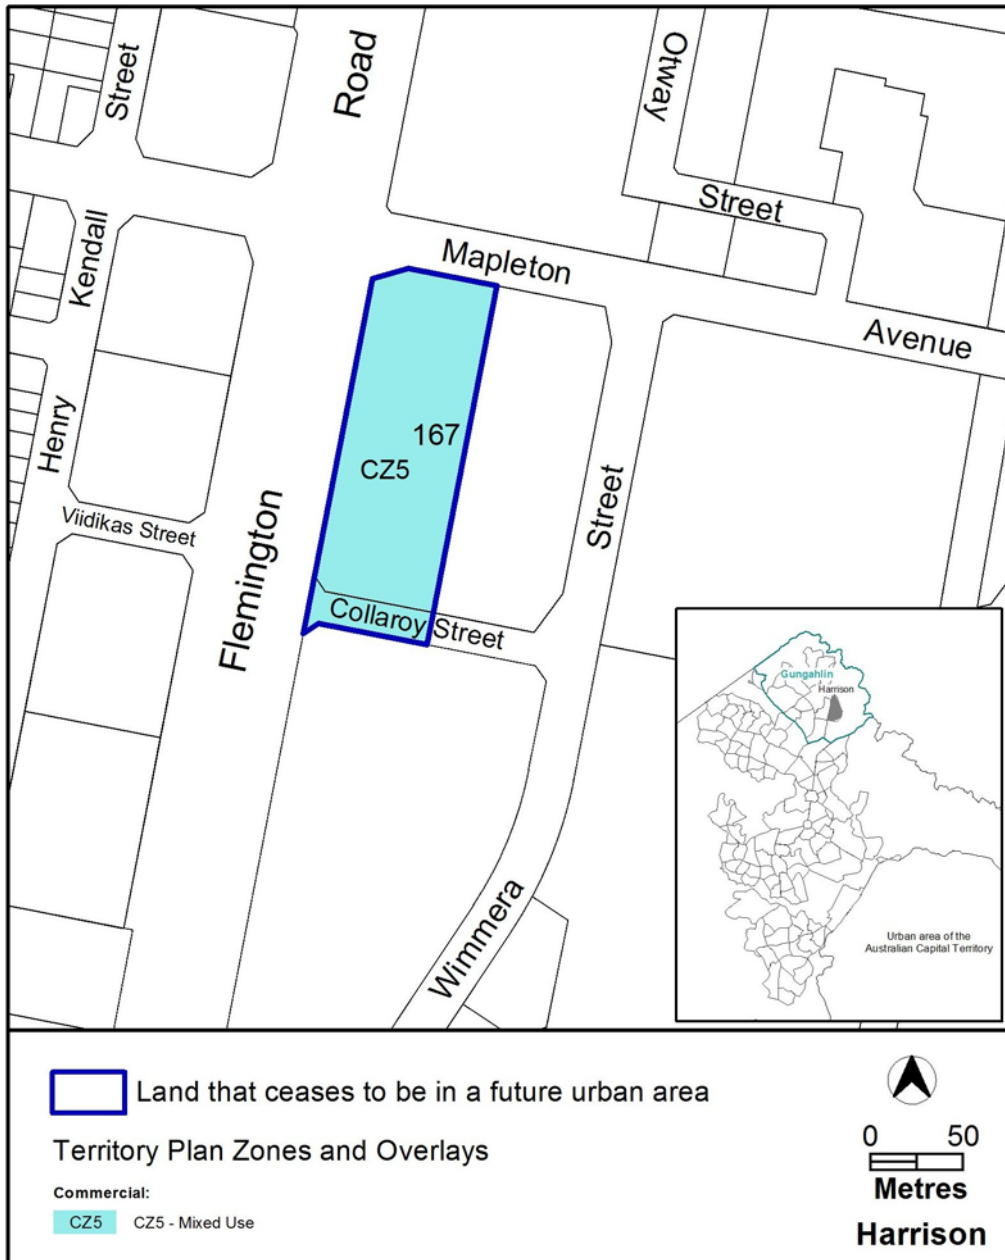 Street
Road
Otway
Street
Kendall
Mapleton
Avenue
167
CZ5
Henry
Street
Viidikas Street
Flemington
Collaroy Street
Wimmera
Gungahlin
Harrison
Urban area of the
Australian Capital Territory
Land that ceases to be in a future urban area
Territory Plan Zones and Overlays
0 50
Metres
Commercial:
CZ5 CZ5 - Mixed Use
Harrison